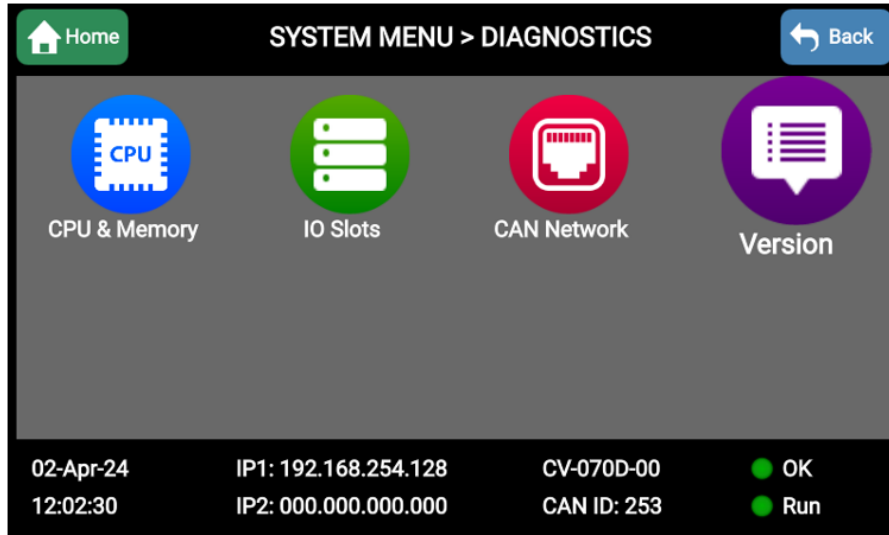 Home
SYSTEM MENU > DIAGNOSTICS
Back
CPU
CPU & Memory
IO Slots
CAN Network
Version
02-Apr-24
IP1: 192.168.254.128
CV-070D-00
OK
12:02:30
IP2: 000.000.000.000
CAN ID: 253
Run